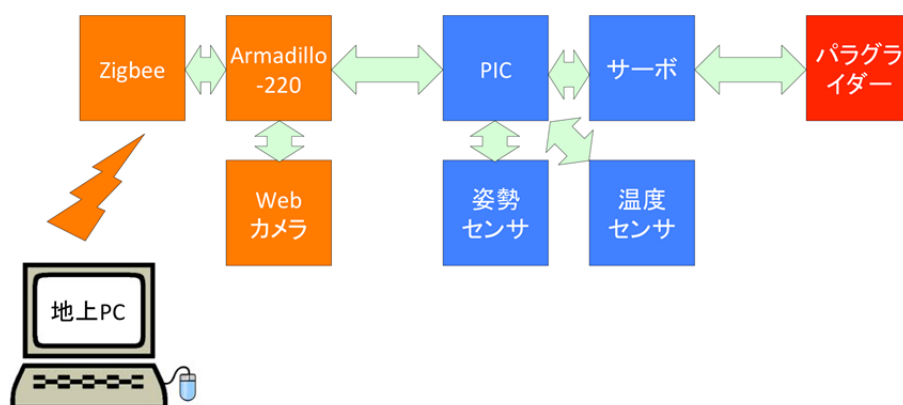 Zigbee
Armadillo
-220
PIC
サーボ
パラグラ
イダー
Web
カメラ
姿勢
センサ
温度
センサ
地上PC